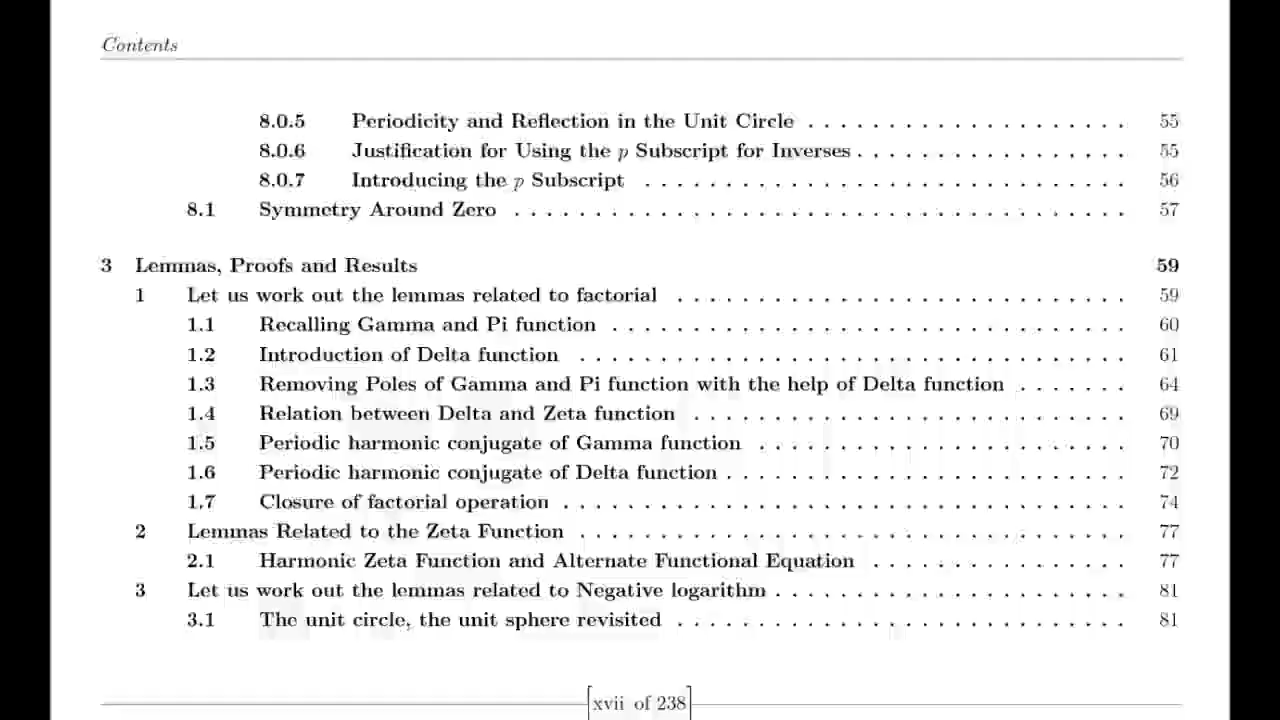 Contents
8.0.5 Periodicity and Reflection in the Unit Circle . . . . . . . . . . . . . . . . . . . . 55
8.0.6 Justification for Using the p Subscript for Inverses . . . . . . . . . . . . . . . . . 55
8.0.7 Introducing the p Subscript . . . . . . . . . . . . . . . . . . . . . . . . . . . . . . 56
8.1 Symmetry Around Zero . . . . . . . . . . . . . . . . . . . . . . . . . . . . . . . . . . . . . . 57
3 Lemmas, Proofs and Results 59
1 Let us work out the lemmas related to factorial . . . . . . . . . . . . . . . . . . . . . . . . . . . . 59
1.1 Recalling Gamma and Pi function . . . . . . . . . . . . . . . . . . . . . . . . . . . . . . . . 60
1.2 Introduction of Delta function . . . . . . . . . . . . . . . . . . . . . . . . . . . . . . . . . . 61
1.3 Removing Poles of Gamma and Pi function with the help of Delta function . . . . . . . 64
1.4 Relation between Delta and Zeta function . . . . . . . . . . . . . . . . . . . . . . . . . . . 69
1.5 Periodic harmonic conjugate of Gamma function . . . . . . . . . . . . . . . . . . . . . . . 70
1.6 Periodic harmonic conjugate of Delta function . . . . . . . . . . . . . . . . . . . . . . . . . 72
1.7 Closure of factorial operation . . . . . . . . . . . . . . . . . . . . . . . . . . . . . . . . . . . 74
2 Lemmas Related to the Zeta Function . . . . . . . . . . . . . . . . . . . . . . . . . . . . . . . . . . 77
2.1 Harmonic Zeta Function and Alternate Functional Equation . . . . . . . . . . . . . . . . 77
3 Let us work out the lemmas related to Negative logarithm . . . . . . . . . . . . . . . . . . . . . . 81
3.1 The unit circle, the unit sphere revisited . . . . . . . . . . . . . . . . . . . . . . . . . . . . 81
xvii of 238